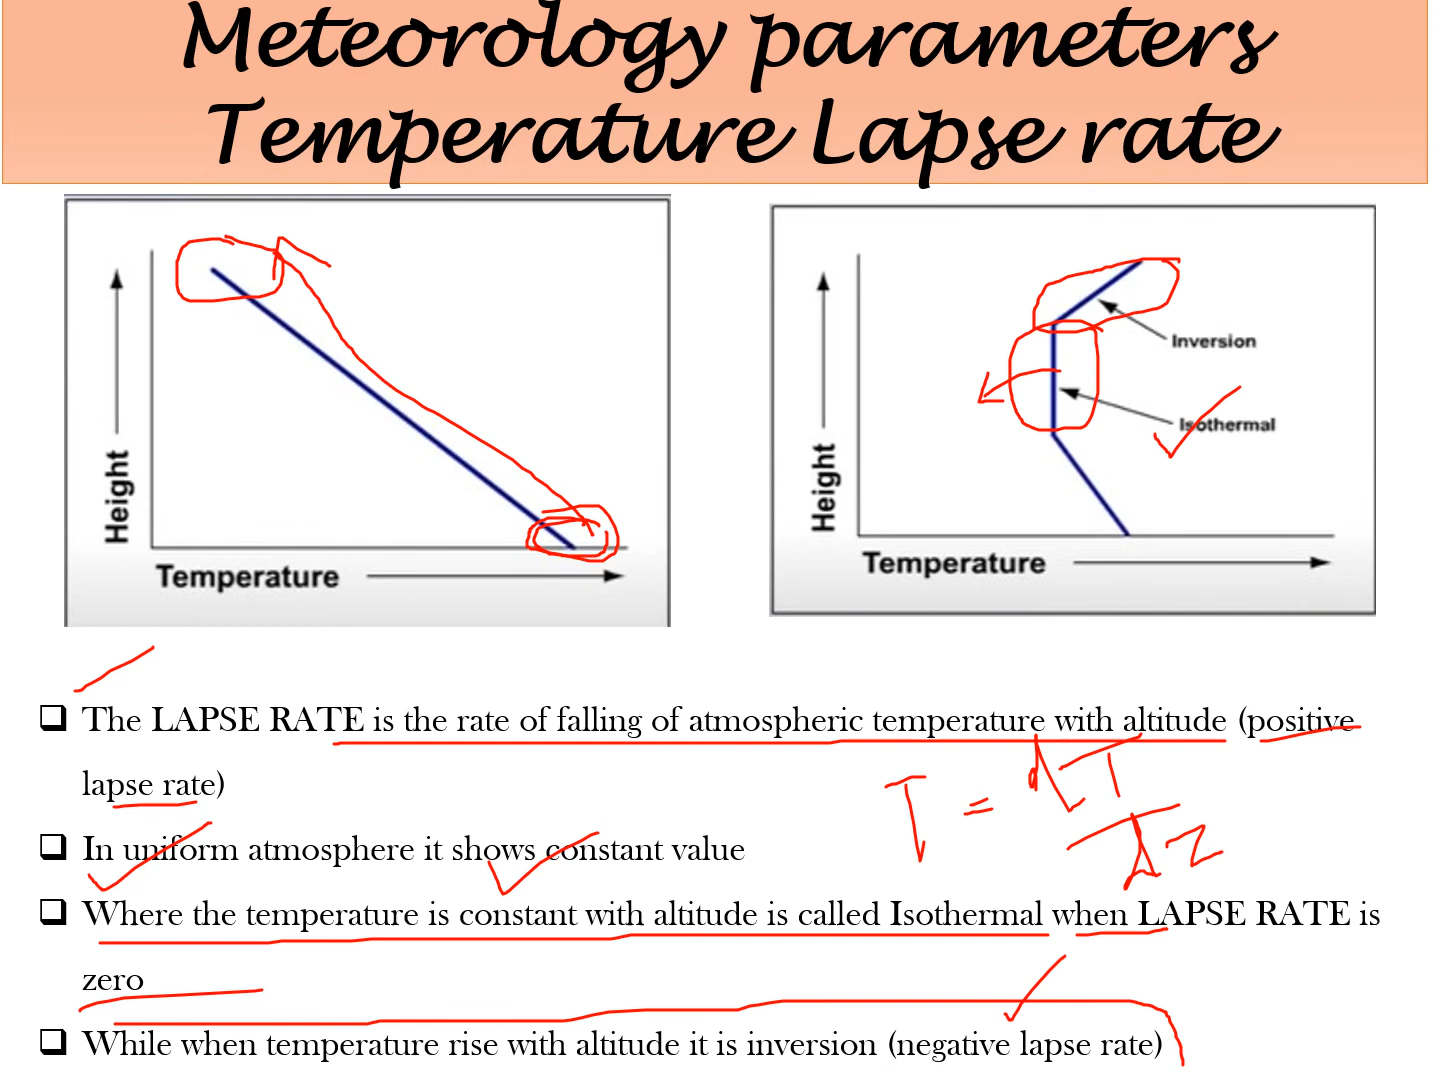 Meteorology parameters
Temperature Lapse rate
Height
Temperature
Inversion
Isothermal
Height
Temperature
The LAPSE RATE is the rate of falling of atmospheric temperature with altitude (positive
lapse rate)
In uniform atmosphere it shows constant value
Where the temperature is constant with altitude is called Isothermal when LAPSE RATE is
zero
While when temperature rise with altitude it is inversion (negative lapse rate)